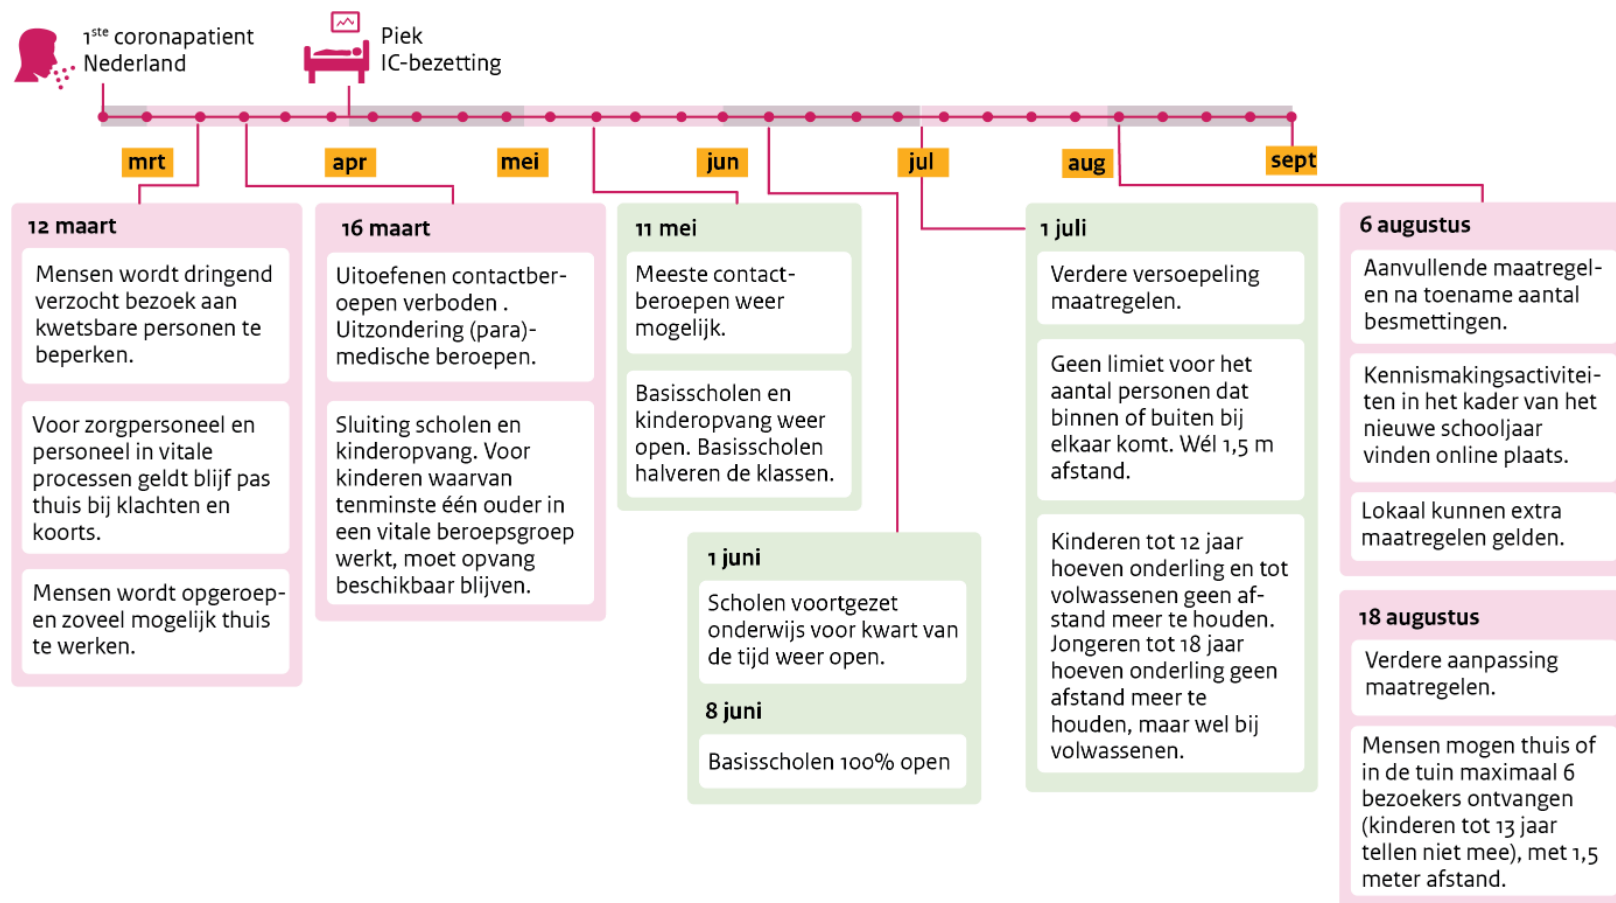 1ste coronapatient
Nederland
Piek
IC-bezetting
mrt
apr
mei
jun
jul
aug
sept
12 maart
Mensen wordt dringend
verzocht bezoek aan
kwetsbare personen te
beperken.
Voor zorgpersoneel en
personeel in vitale
processen geldt blijf pas
thuis bij klachten en
koorts.
Mensen wordt opgeroep-
en zoveel mogelijk thuis
te werken.
16 maart
Uitoefenen contactber-
oepen verboden .
Uitzondering (para)-
medische beroepen.
Sluiting scholen en
kinderopvang. Voor
kinderen waarvan
tenminste één ouder in
een vitale beroepsgroep
werkt, moet opvang
beschikbaar blijven.
11 mei
Meeste contact-
beroepen weer
mogelijk.
Basisscholen en
kinderopvang weer
open. Basisscholen
halveren de klassen.
1 juni
Scholen voortgezet
onderwijs voor kwart van
de tijd weer open.
8 juni
Basisscholen 100% open
1 juli
Verdere versoepeling
maatregelen.
Geen limiet voor het
aantal personen dat
binnen of buiten bij
elkaar komt. Wél 1,5 m
afstand.
Kinderen tot 12 jaar
hoeven onderling en tot
volwassenen geen af-
stand meer te houden.
Jongeren tot 18 jaar
hoeven onderling geen
afstand meer te
houden, maar wel bij
volwassenen.
6 augustus
Aanvullende maatregel-
en na toename aantal
besmettingen.
Kennismakingsactivitei-
ten in het kader van het
nieuwe schooljaar
vinden online plaats.
Lokaal kunnen extra
maatregelen gelden.
18 augustus
Verdere aanpassing
maatregelen.
Mensen mogen thuis of
in de tuin maximaal 6
bezoekers ontvangen
(kinderen tot 13 jaar
tellen niet mee), met 1,5
meter afstand.